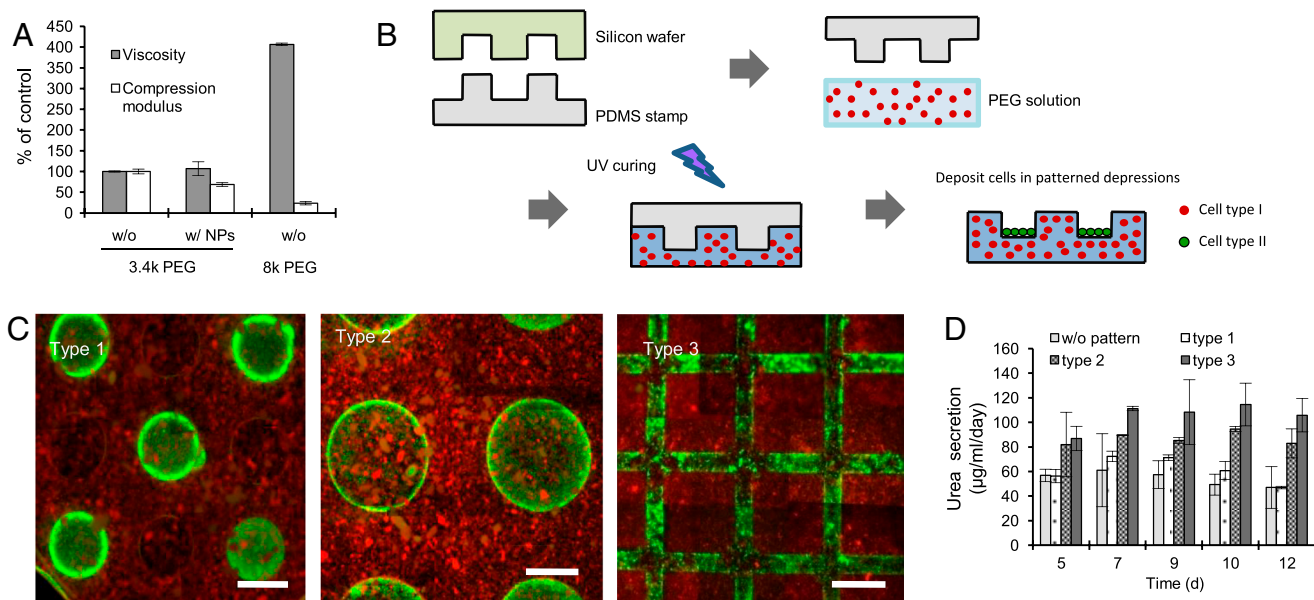 A
450
400
350
300
250
200
150
100
50
0
% of control
Viscosity
Compression
modulus
w/o
w/ NPs
w/o
3.4k PEG
8k PEG
B
Silicon wafer
PDMS stamp
PEG solution
UV curing
Deposit cells in patterned depressions
Cell type I
Cell type II
C
Type 1
Type 2
Type 3
D
w/o pattern
type 1
type 2
type 3
160
140
120
100
80
60
40
20
0
Urea secretion
(µg/ml/day)
5
7
9
10
12
Time (d)